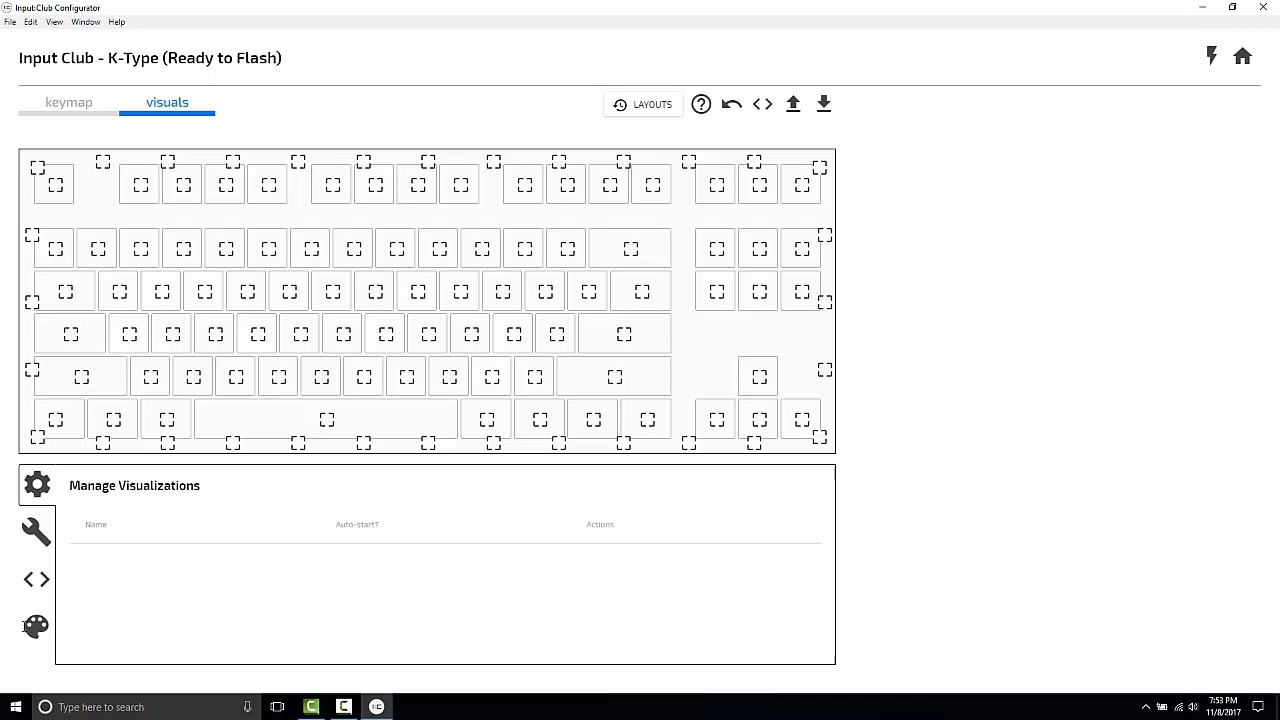 Input:Club Configurator
File Edit View Window Help
Input Club - K-Type (Ready to Flash)
keymap visuals LAYOUTS
Manage Visualizations
Name Auto-start? Actions
Type here to search
7:53 PM
11/8/2017